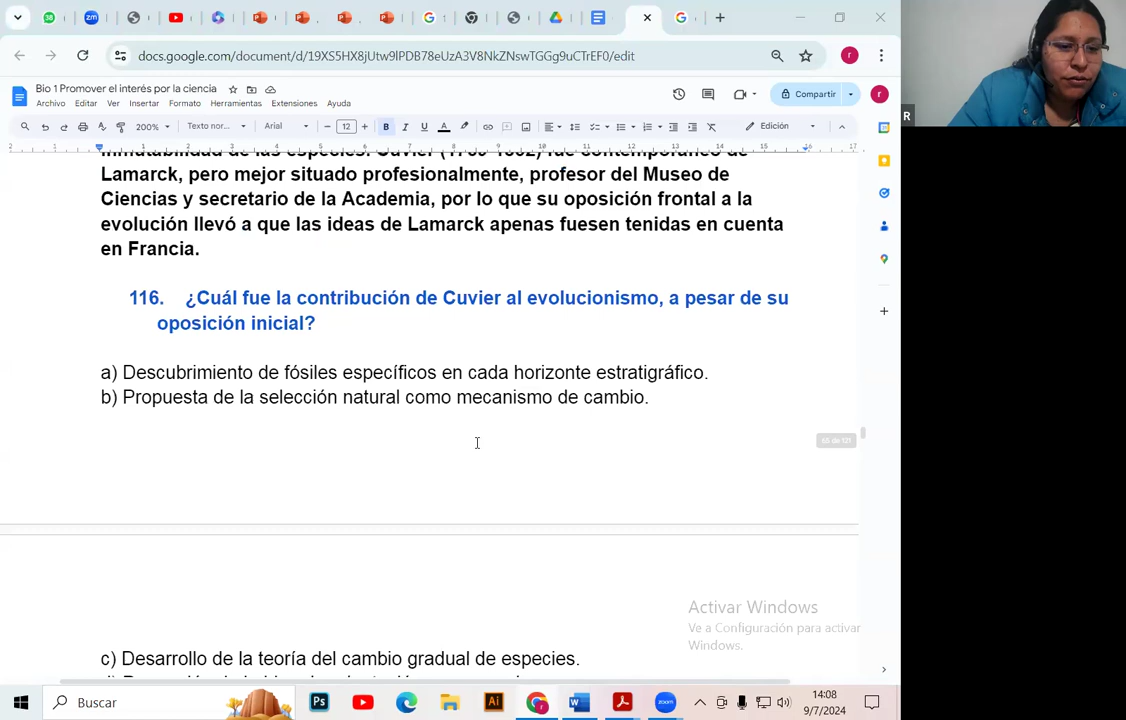 docs.google.com/document/d/19XS5HX8jUtw9lPDB78eUzA3V8NkZNswTGGg9uCTrEF0/edit
Bio 1 Promover el interés por la ciencia
Archivo Editar Ver Insertar Formato Herramientas Extensiones Ayuda
Compartir
200% Texto nor... Arial 12 Edición
Lamarck, pero mejor situado profesionalmente, profesor del Museo de
Ciencias y secretario de la Academia, por lo que su oposición frontal a la
evolución llevó a que las ideas de Lamarck apenas fuesen tenidas en cuenta
en Francia.
116. ¿Cuál fue la contribución de Cuvier al evolucionismo, a pesar de su
oposición inicial?
a) Descubrimiento de fósiles específicos en cada horizonte estratigráfico.
b) Propuesta de la selección natural como mecanismo de cambio.
65 de 121
c) Desarrollo de la teoría del cambio gradual de especies.
Activar Windows
Ve a Configuración para activar
Windows.
Buscar
14:08
9/7/2024
R